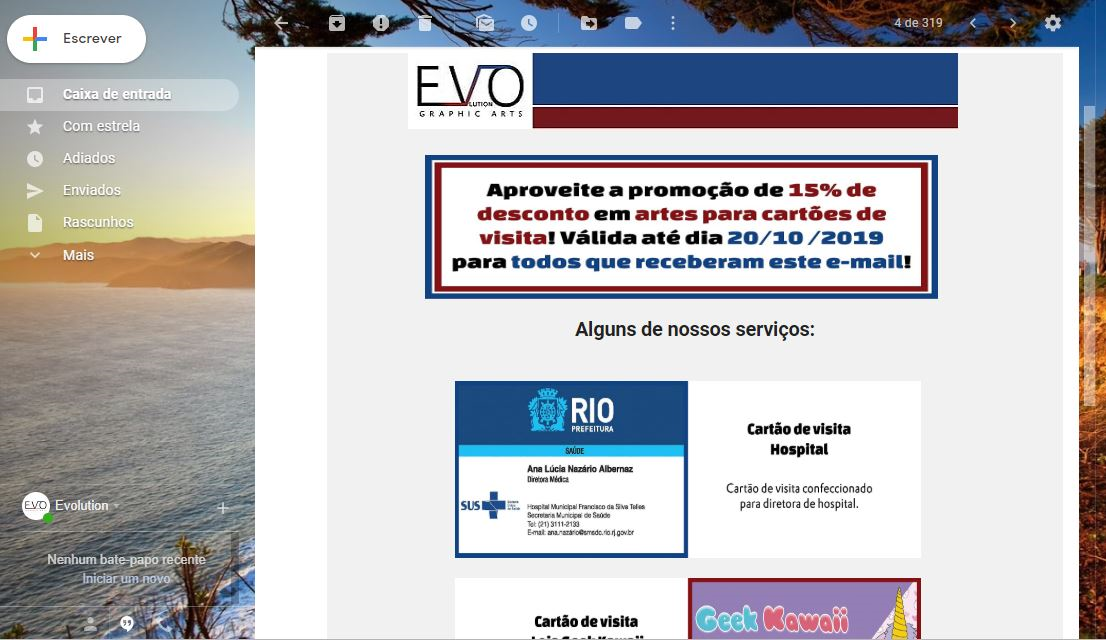 Escrever
4 de 319
Caixa de entrada
Com estrela
Adiados
Enviados
Rascunhos
Mais
EVO
LUTION
GRAPHIC ARTS
Aproveite a promoção de 15% de
desconto em artes para cartões de
visita! Válida até dia 20/10 /2019
para todos que receberam este e-mail!
Alguns de nossos serviços:
RIO
PREFEITURA
SAÚDE
Ana Lúcia Nazário Albernaz
Diretora Médica
SUS
Hospital Municipal Francisco da Silva Telles
Secretaria Municipal de Saúde
Tel: (21) 3111-2133
E-mail: ana.nazário@smsdc.rio.rj.gov.br
Cartão de visita
Hospital
Cartão de visita confeccionado
para diretora de hospital.
Cartão de visita
Loja Geek Kawaii
Geek Kawaii
EVO
Evolution
Nenhum bate-papo recente
Iniciar um novo